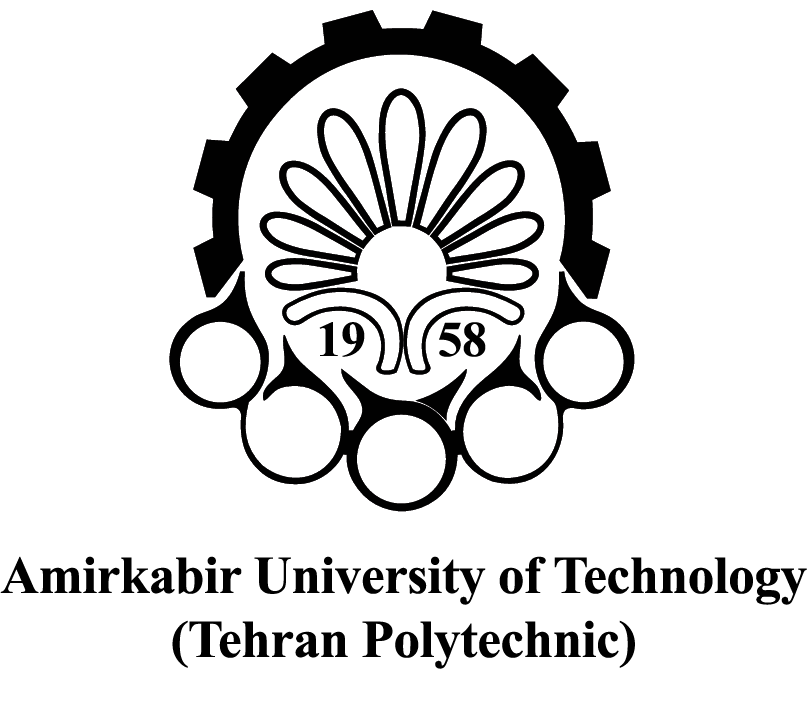 19 58
Amirkabir University of Technology
(Tehran Polytechnic)